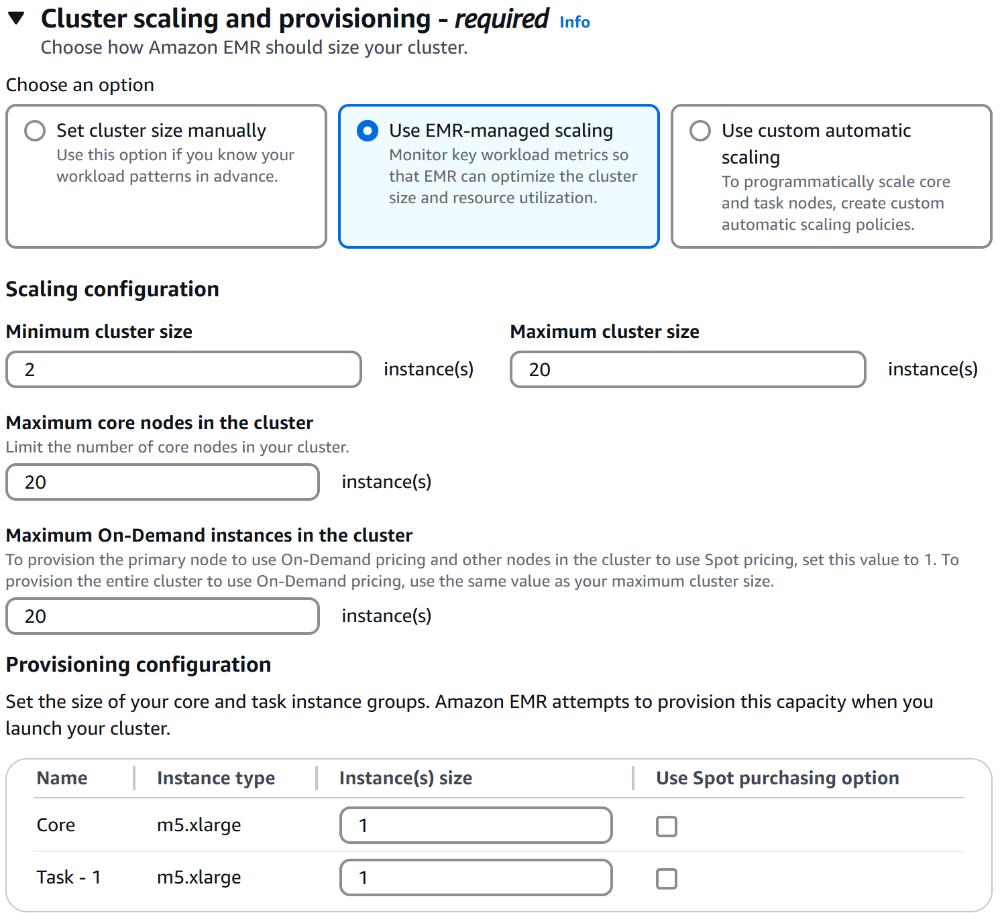 Cluster scaling and provisioning - required Info
Choose how Amazon EMR should size your cluster.
Choose an option
Set cluster size manually
Use this option if you know your
workload patterns in advance.
Use EMR-managed scaling
Monitor key workload metrics so
that EMR can optimize the cluster
size and resource utilization.
Use custom automatic
scaling
To programmatically scale core
and task nodes, create custom
automatic scaling policies.
Scaling configuration
Minimum cluster size
2 instance(s)
Maximum cluster size
20 instance(s)
Maximum core nodes in the cluster
Limit the number of core nodes in your cluster.
20 instance(s)
Maximum On-Demand instances in the cluster
To provision the primary node to use On-Demand pricing and other nodes in the cluster to use Spot pricing, set this value to 1. To
provision the entire cluster to use On-Demand pricing, use the same value as your maximum cluster size.
20 instance(s)
Provisioning configuration
Set the size of your core and task instance groups. Amazon EMR attempts to provision this capacity when you
launch your cluster.
Name Instance type Instance(s) size Use Spot purchasing option
Core m5.xlarge 1
Task - 1 m5.xlarge 1